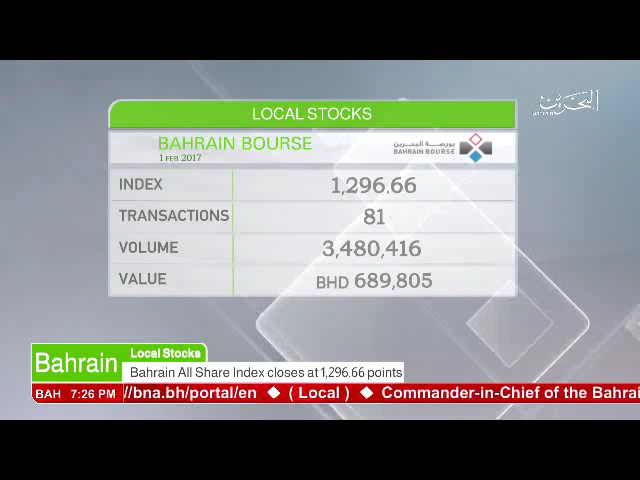 البحرين
LOCAL STOCKS
BAHRAIN BOURSE
1 FEB 2017
بورصة البحرين
BAHRAIN BOURSE
INDEX 1,296.66
TRANSACTIONS 81
VOLUME 3,480,416
VALUE BHD 689,805
Bahrain
Local Stocks
Bahrain All Share Index closes at 1,296.66 points
BAH 7:26 PM //bna.bh/portal/en ◆ ( Local ) ◆ Commander-in-Chief of the Bahrai